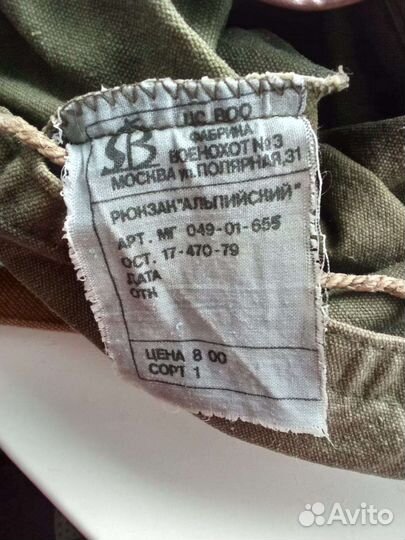 ЦС ВОО
ФАБРИКА
ВОЕНОХОТ №3
МОСКВА ул. ПОЛЯРНАЯ, 31
РЮКЗАК "АЛЬПИЙСКИЙ"
АРТ. МГ 049-01-655
ОСТ. 17-470-79
ДАТА
ОТК
ЦЕНА 8 00
СОРТ 1
Avito